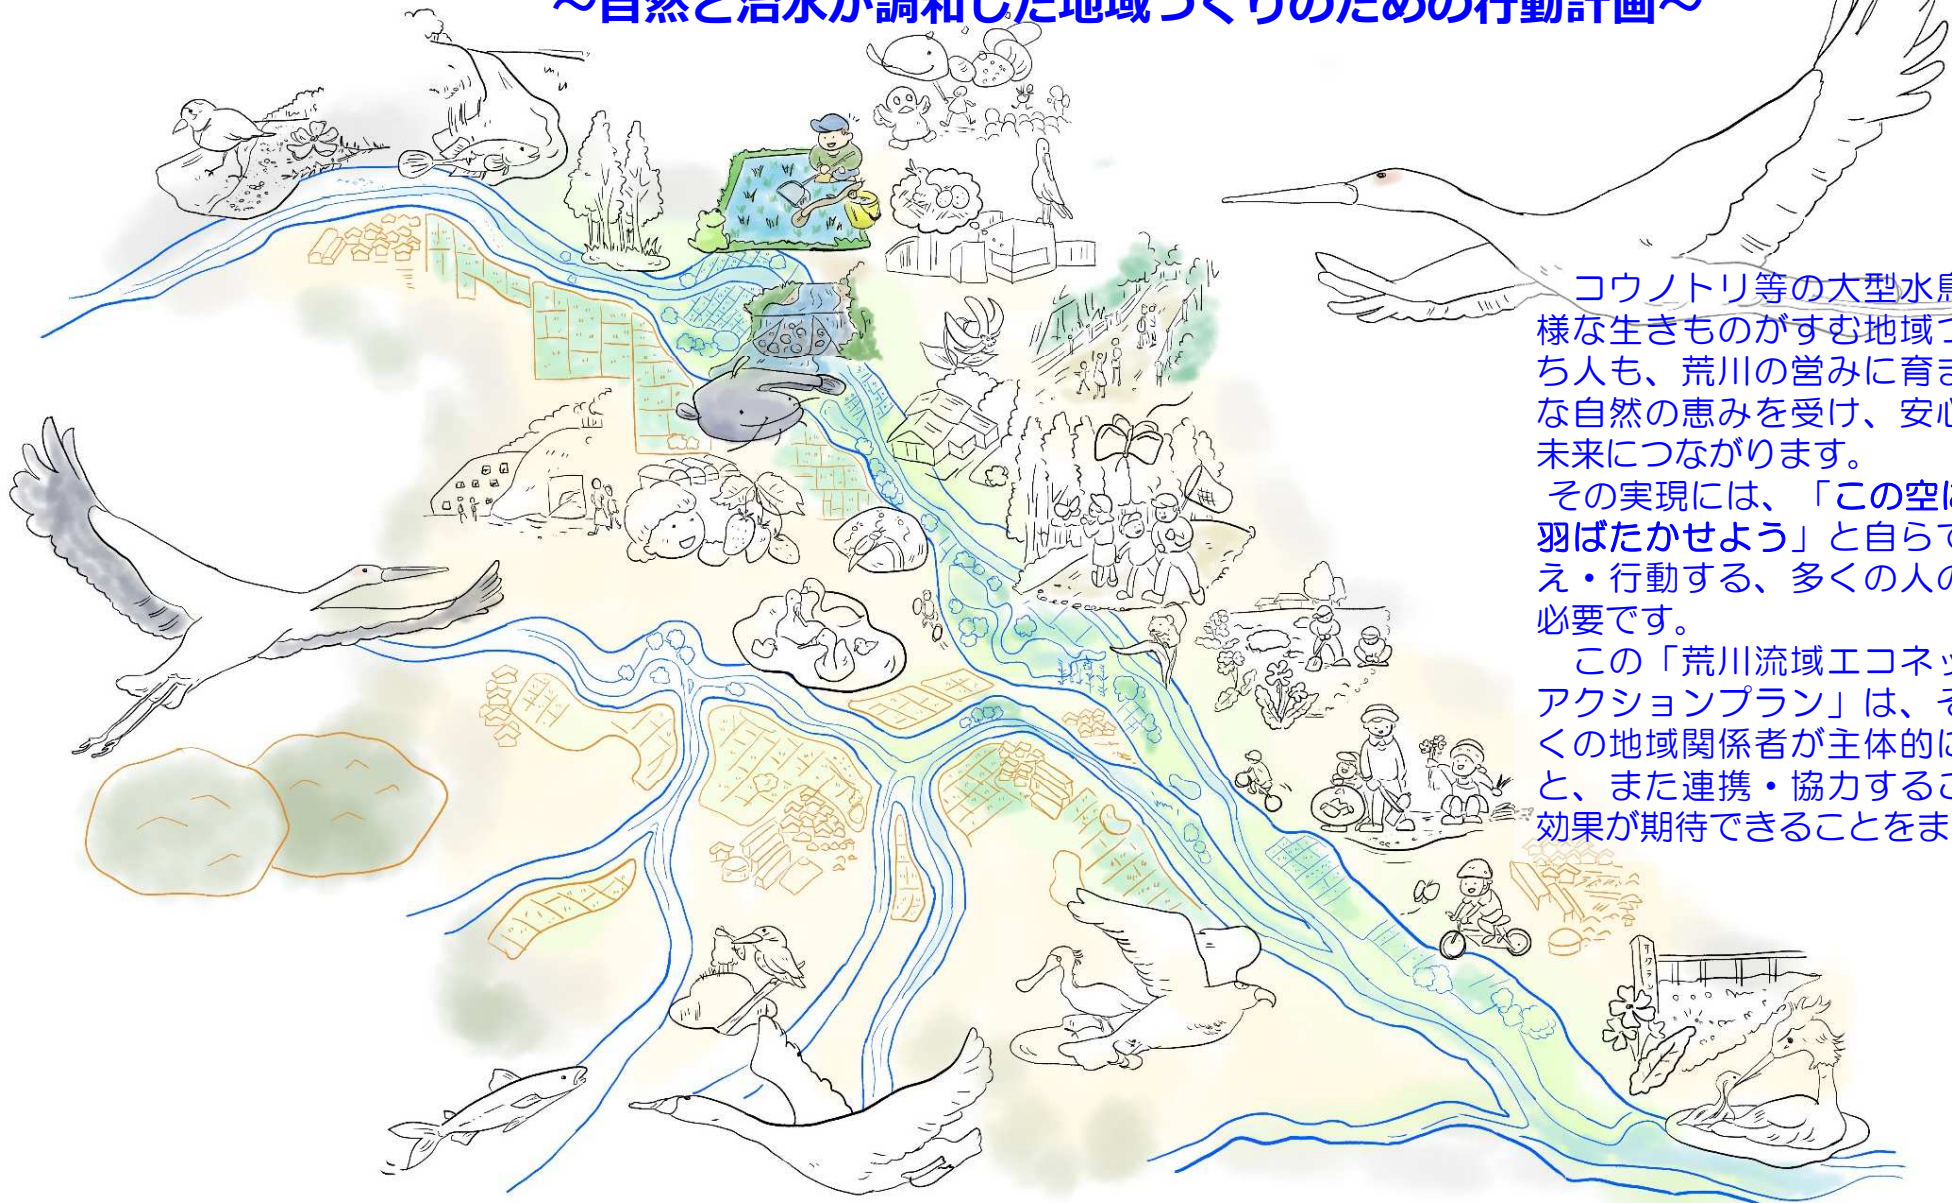 ～自然と治水が調和した地域づくりのための行動計画～
コウノトリ等の大型水鳥
様な生きものがすむ地域づ
ち人も、荒川の営みに育ま
な自然の恵みを受け、安心
未来につながります。
その実現には、「この空に
羽ばたかせよう」と自らで
え・行動する、多くの人の
必要です。
この「荒川流域エコネッ
アクションプラン」は、そ
くの地域関係者が主体的に
と、また連携・協力するこ
効果が期待できることをま
サクラソウ